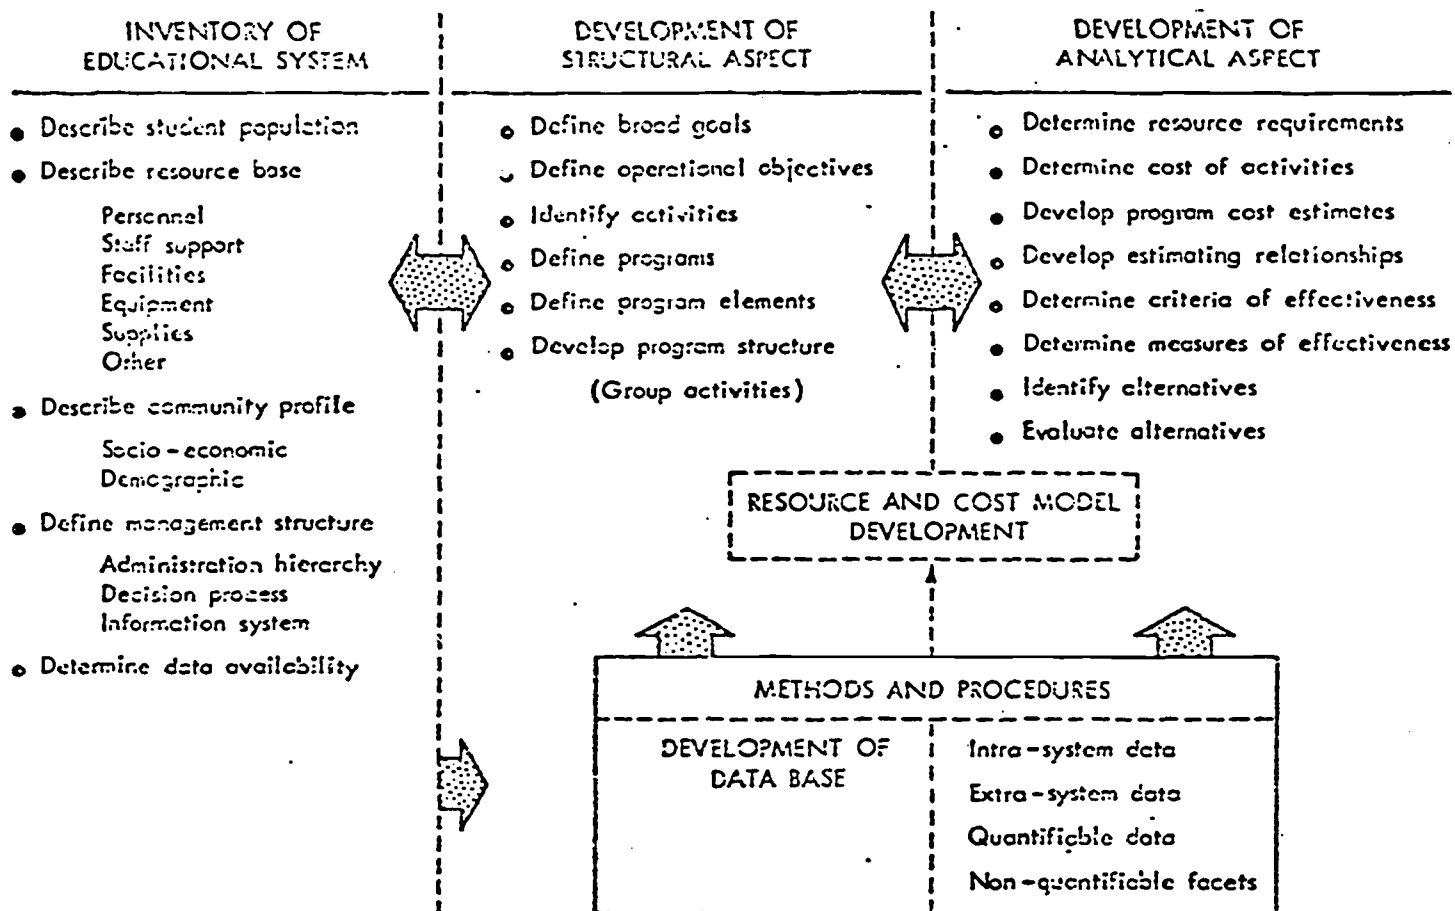 INVENTORY OF
EDUCATIONAL SYSTEM
• Describe student population
• Describe resource base
Personnel
Staff support
Facilities
Equipment
Supplies
Other
• Describe community profile
Socio-economic
Demographic
• Define management structure
Administration hierarchy
Decision process
Information system
• Determine data availability
DEVELOPMENT OF
STRUCTURAL ASPECT
• Define broad goals
• Define operational objectives
• Identify activities
• Define programs
• Define program elements
• Develop program structure
(Group activities)
DEVELOPMENT OF
ANALYTICAL ASPECT
• Determine resource requirements
• Determine cost of activities
• Develop program cost estimates
• Develop estimating relationships
• Determine criteria of effectiveness
• Determine measures of effectiveness
• Identify alternatives
• Evaluate alternatives
RESOURCE AND COST MODEL
DEVELOPMENT
METHODS AND PROCEDURES
DEVELOPMENT OF
DATA BASE
Intra-system data
Extra-system data
Quantifiable data
Non-quantifiable facets